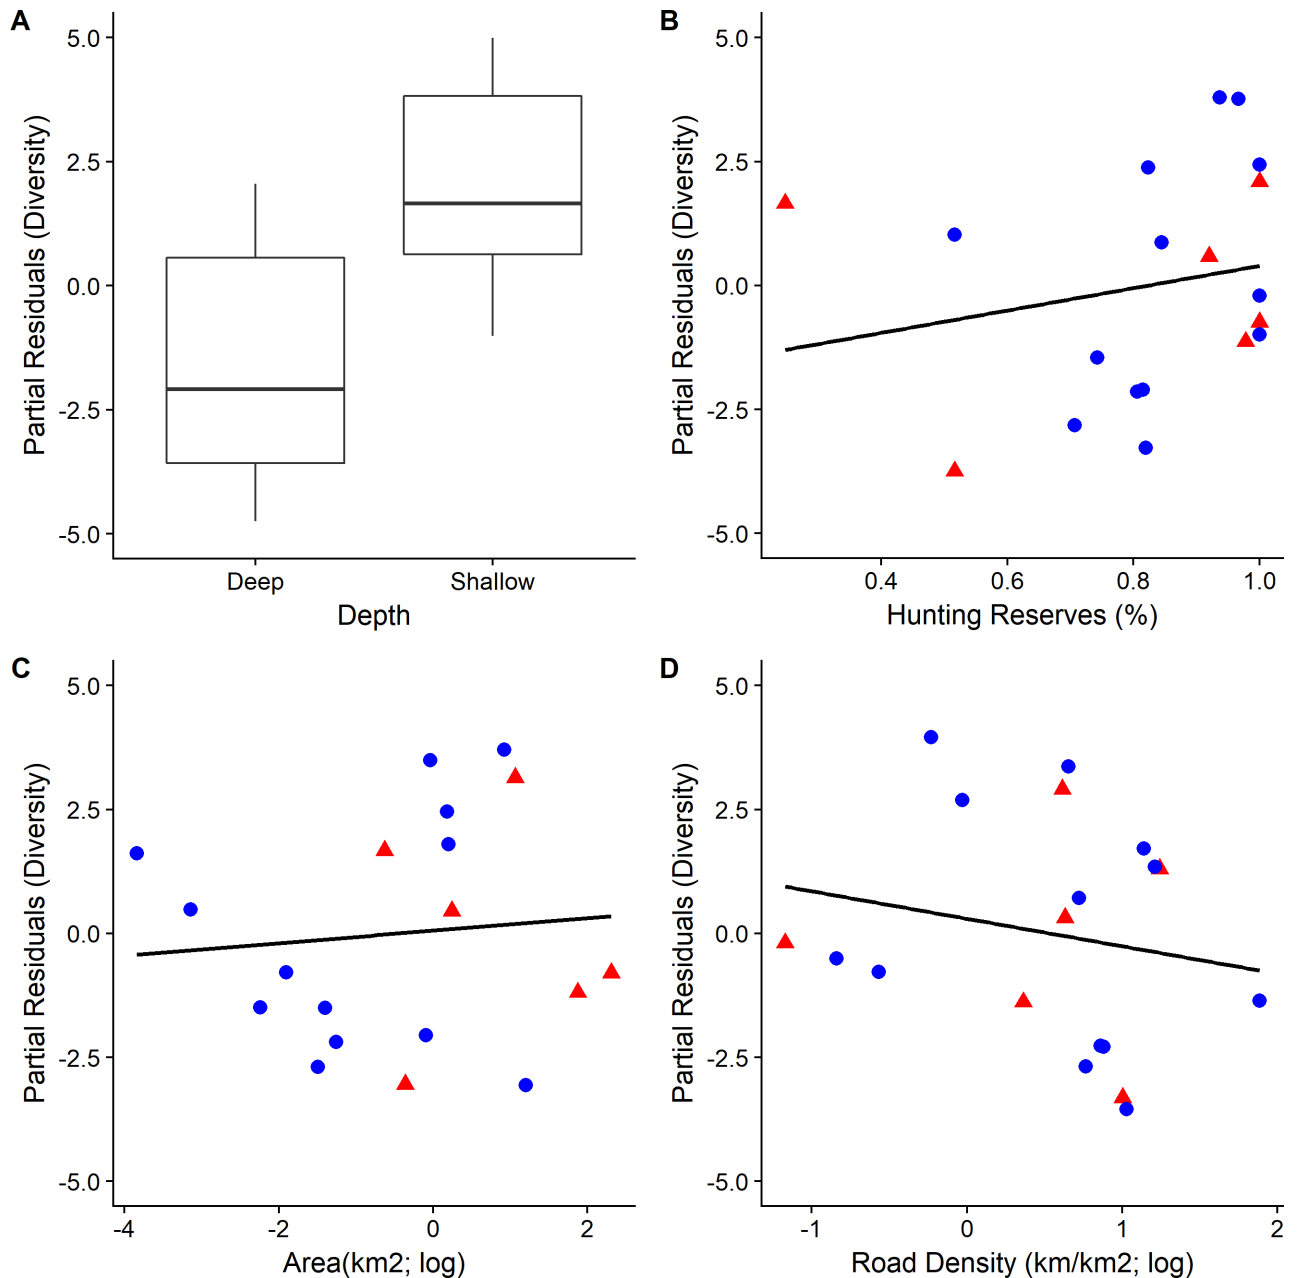 A
5.0
2.5
0.0
-2.5
-5.0
Partial Residuals (Diversity)
Deep
Shallow
Depth
B
5.0
2.5
0.0
-2.5
-5.0
Partial Residuals (Diversity)
0.4
0.6
0.8
1.0
Hunting Reserves (%)
C
5.0
2.5
0.0
-2.5
-5.0
Partial Residuals (Diversity)
-4
-2
0
2
Area(km2; log)
D
5.0
2.5
0.0
-2.5
-5.0
Partial Residuals (Diversity)
-1
0
1
2
Road Density (km/km2; log)